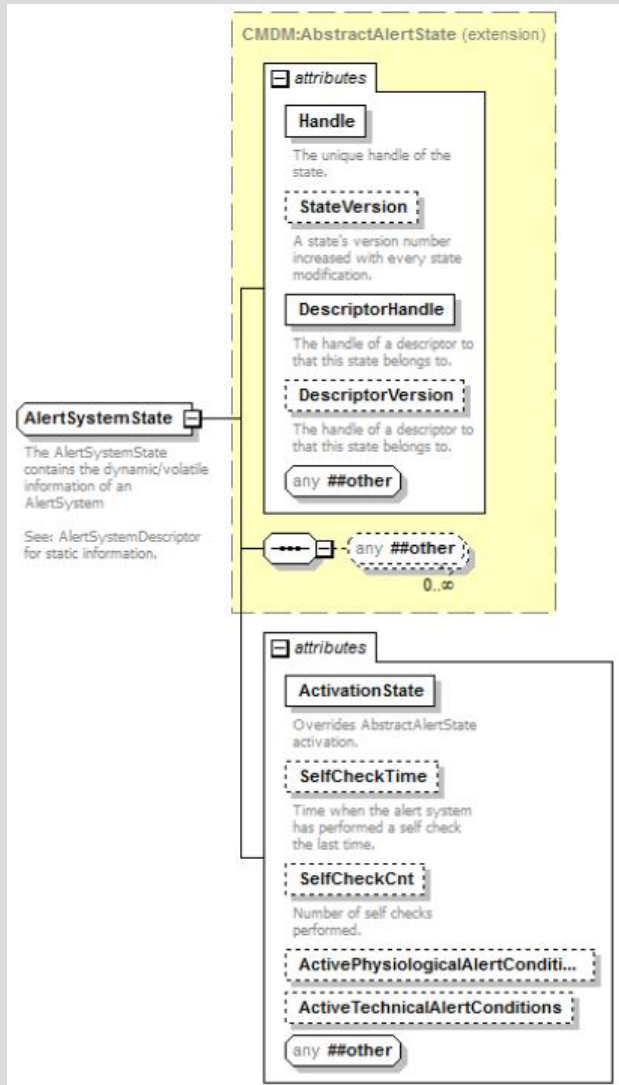 CMDM:AbstractAlertState (extension)
attributes
Handle
The unique handle of the
state.
StateVersion
A state's version number
increased with every state
modification.
DescriptorHandle
The handle of a descriptor to
that this state belongs to.
DescriptorVersion
The handle of a descriptor to
that this state belongs to.
any ##other
AlertSystemState
The AlertSystemState
contains the dynamic/volatile
information of an
AlertSystem
See: AlertSystemDescriptor
for static information.
any ##other
0..∞
attributes
ActivationState
Overrides AbstractAlertState
activation.
SelfCheckTime
Time when the alert system
has performed a self check
the last time.
SelfCheckCnt
Number of self checks
performed.
ActivePhysiologicalAlertConditi...
ActiveTechnicalAlertConditions
any ##other